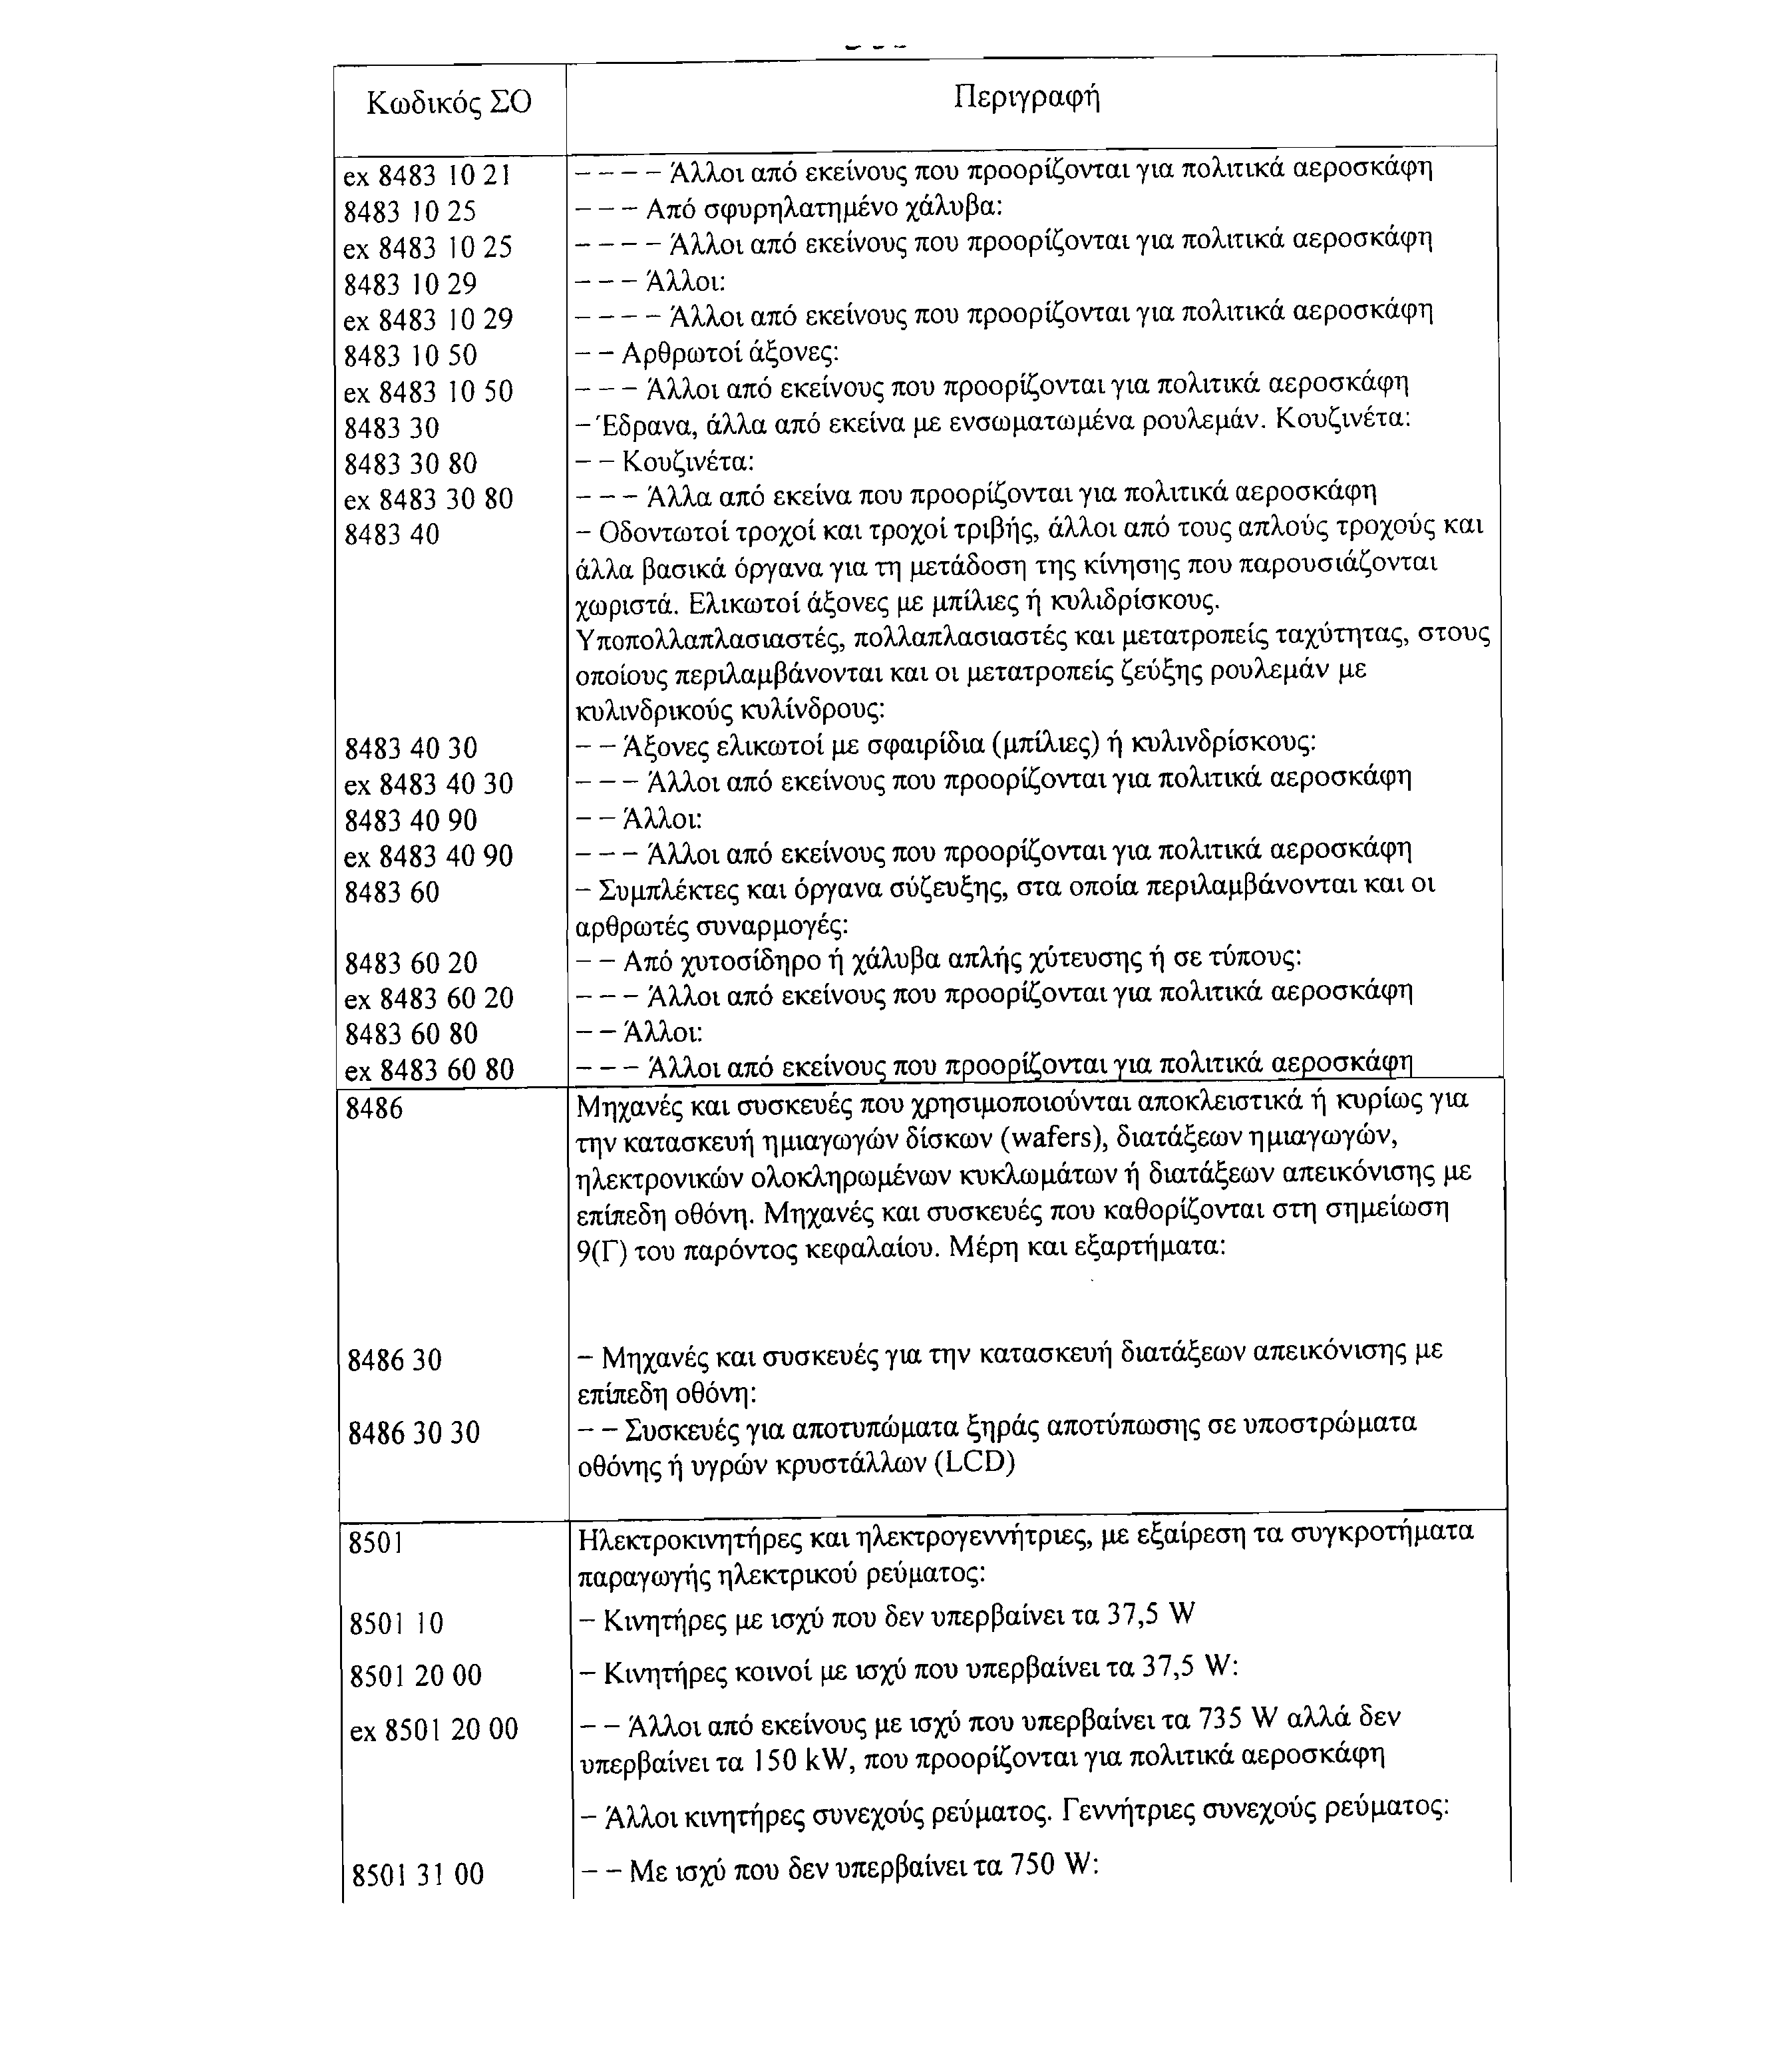 Κωδικός ΣΟ Περιγραφή
ex 8483 10 21 – – – – Άλλοι από εκείνους που προορίζονται για πολιτικά αεροσκάφη
8483 10 25 – – – Από σφυρηλατημένο χάλυβα:
ex 8483 10 25 – – – – Άλλοι από εκείνους που προορίζονται για πολιτικά αεροσκάφη
8483 10 29 – – – Άλλοι:
ex 8483 10 29 – – – – Άλλοι από εκείνους που προορίζονται για πολιτικά αεροσκάφη
8483 10 50 – – Αρθρωτοί άξονες:
ex 8483 10 50 – – – Άλλοι από εκείνους που προορίζονται για πολιτικά αεροσκάφη
8483 30 – Έδρανα, άλλα από εκείνα με ενσωματωμένα ρουλεμάν. Κουζινέτα:
8483 30 80 – – Κουζινέτα:
ex 8483 30 80 – – – Άλλα από εκείνα που προορίζονται για πολιτικά αεροσκάφη
8483 40 – Οδοντωτοί τροχοί και τροχοί τριβής, άλλοι από τους απλούς τροχούς και
άλλα βασικά όργανα για τη μετάδοση της κίνησης που παρουσιάζονται
χωριστά. Ελικωτοί άξονες με μπίλιες ή κυλιδρίσκους.
Υποπολλαπλασιαστές, πολλαπλασιαστές και μετατροπείς ταχύτητας, στους
οποίους περιλαμβάνονται και οι μετατροπείς ζεύξης ρουλεμάν με
κυλινδρικούς κυλίνδρους:
8483 40 30 – – Άξονες ελικωτοί με σφαιρίδια (μπίλιες) ή κυλινδρίσκους:
ex 8483 40 30 – – – Άλλοι από εκείνους που προορίζονται για πολιτικά αεροσκάφη
8483 40 90 – – Άλλοι:
ex 8483 40 90 – – – Άλλοι από εκείνους που προορίζονται για πολιτικά αεροσκάφη
8483 60 – Συμπλέκτες και όργανα σύζευξης, στα οποία περιλαμβάνονται και οι
αρθρωτές συναρμογές:
8483 60 20 – – Από χυτοσίδηρο ή χάλυβα απλής χύτευσης ή σε τύπους:
ex 8483 60 20 – – – Άλλοι από εκείνους που προορίζονται για πολιτικά αεροσκάφη
8483 60 80 – – Άλλοι:
ex 8483 60 80 – – – Άλλοι από εκείνους που προορίζονται για πολιτικά αεροσκάφη
8486 Μηχανές και συσκευές που χρησιμοποιούνται αποκλειστικά ή κυρίως για
την κατασκευή ημιαγωγών δίσκων (wafers), διατάξεων ημιαγωγών,
ηλεκτρονικών ολοκληρωμένων κυκλωμάτων ή διατάξεων απεικόνισης με
επίπεδη οθόνη. Μηχανές και συσκευές που καθορίζονται στη σημείωση
9(Γ) του παρόντος κεφαλαίου. Μέρη και εξαρτήματα:
8486 30 – Μηχανές και συσκευές για την κατασκευή διατάξεων απεικόνισης με
επίπεδη οθόνη:
8486 30 30 – – Συσκευές για αποτυπώματα ξηράς αποτύπωσης σε υποστρώματα
οθόνης ή υγρών κρυστάλλων (LCD)
8501 Ηλεκτροκινητήρες και ηλεκτρογεννήτριες, με εξαίρεση τα συγκροτήματα
παραγωγής ηλεκτρικού ρεύματος:
8501 10 – Κινητήρες με ισχύ που δεν υπερβαίνει τα 37,5 W
8501 20 00 – Κινητήρες κοινοί με ισχύ που υπερβαίνει τα 37,5 W:
ex 8501 20 00 – – Άλλοι από εκείνους με ισχύ που υπερβαίνει τα 735 W αλλά δεν
υπερβαίνει τα 150 kW, που προορίζονται για πολιτικά αεροσκάφη
– Άλλοι κινητήρες συνεχούς ρεύματος. Γεννήτριες συνεχούς ρεύματος:
8501 31 00 – – Με ισχύ που δεν υπερβαίνει τα 750 W: